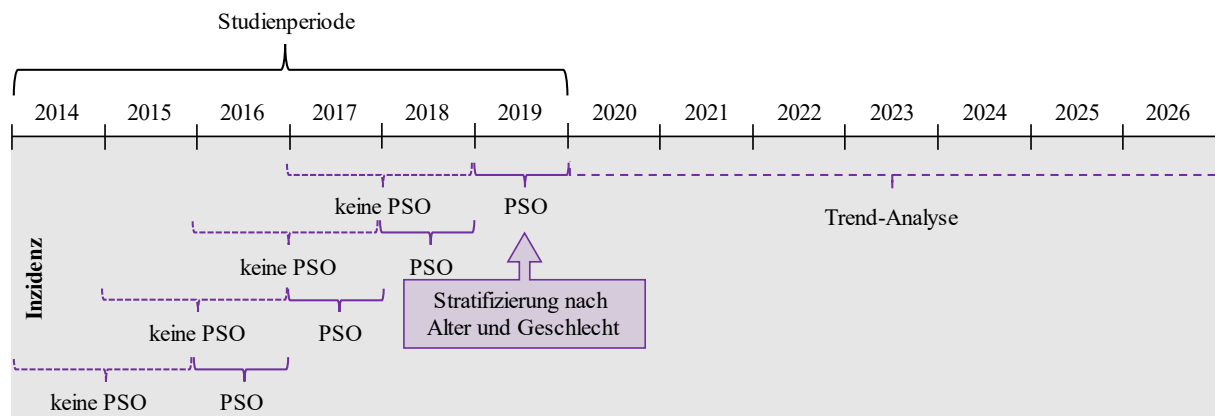 Studienperiode
2014 2015 2016 2017 2018 2019 2020 2021 2022 2023 2024 2025 2026
Inzidenz
keine PSO PSO Trend-Analyse
keine PSO PSO
Stratifizierung nach
Alter und Geschlecht
keine PSO PSO
keine PSO PSO